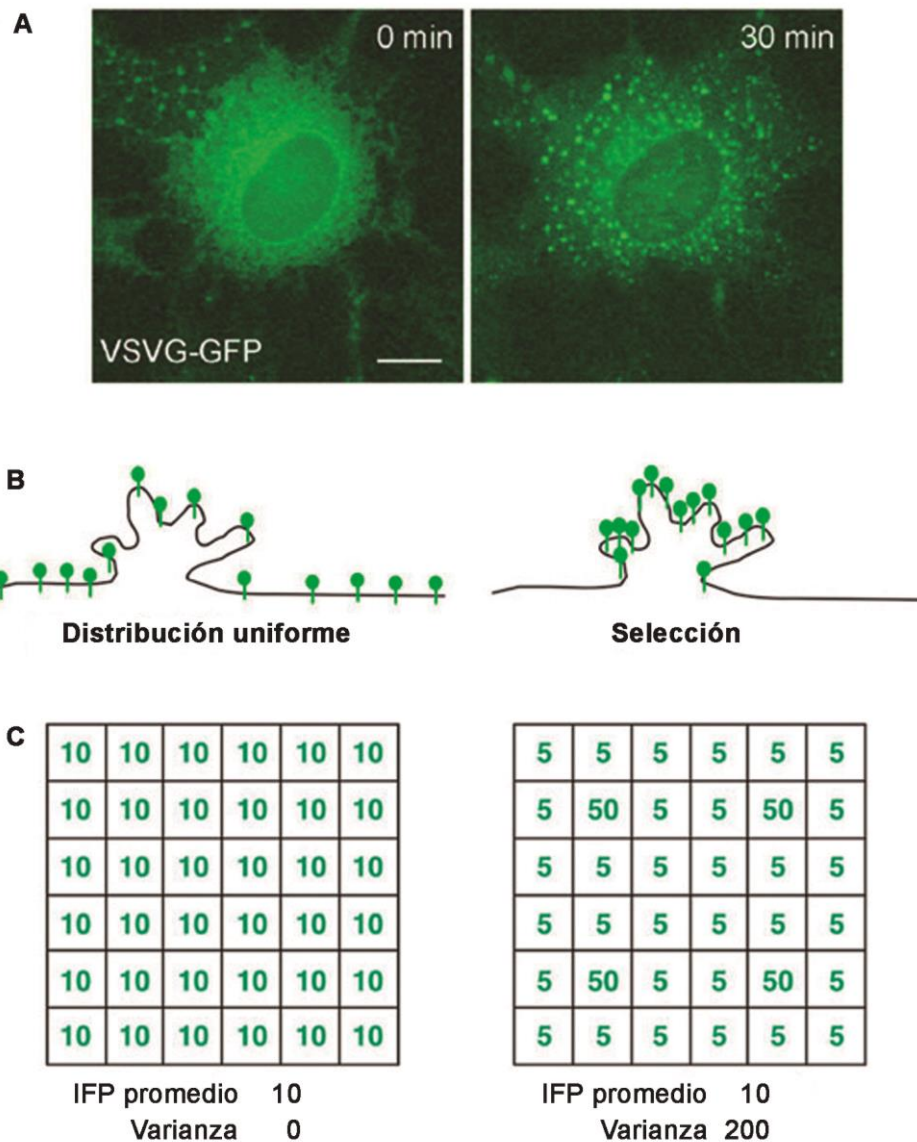 A
0 min
30 min
VSVG-GFP
B
Distribución uniforme
Selección
C
10 10 10 10 10 10
10 10 10 10 10 10
10 10 10 10 10 10
10 10 10 10 10 10
10 10 10 10 10 10
10 10 10 10 10 10
IFP promedio 10
Varianza 0
5 5 5 5 5 5
5 50 5 5 50 5
5 5 5 5 5 5
5 5 5 5 5 5
5 50 5 5 50 5
5 5 5 5 5 5
IFP promedio 10
Varianza 200